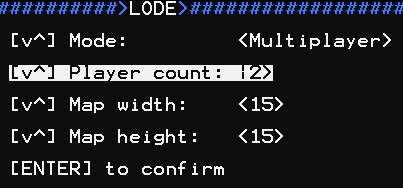 ##########>LODE>###################
[v^] Mode: <Multiplayer>
[v^] Player count: |2>
[v^] Map width: <15>
[v^] Map height: <15>
[ENTER] to confirm